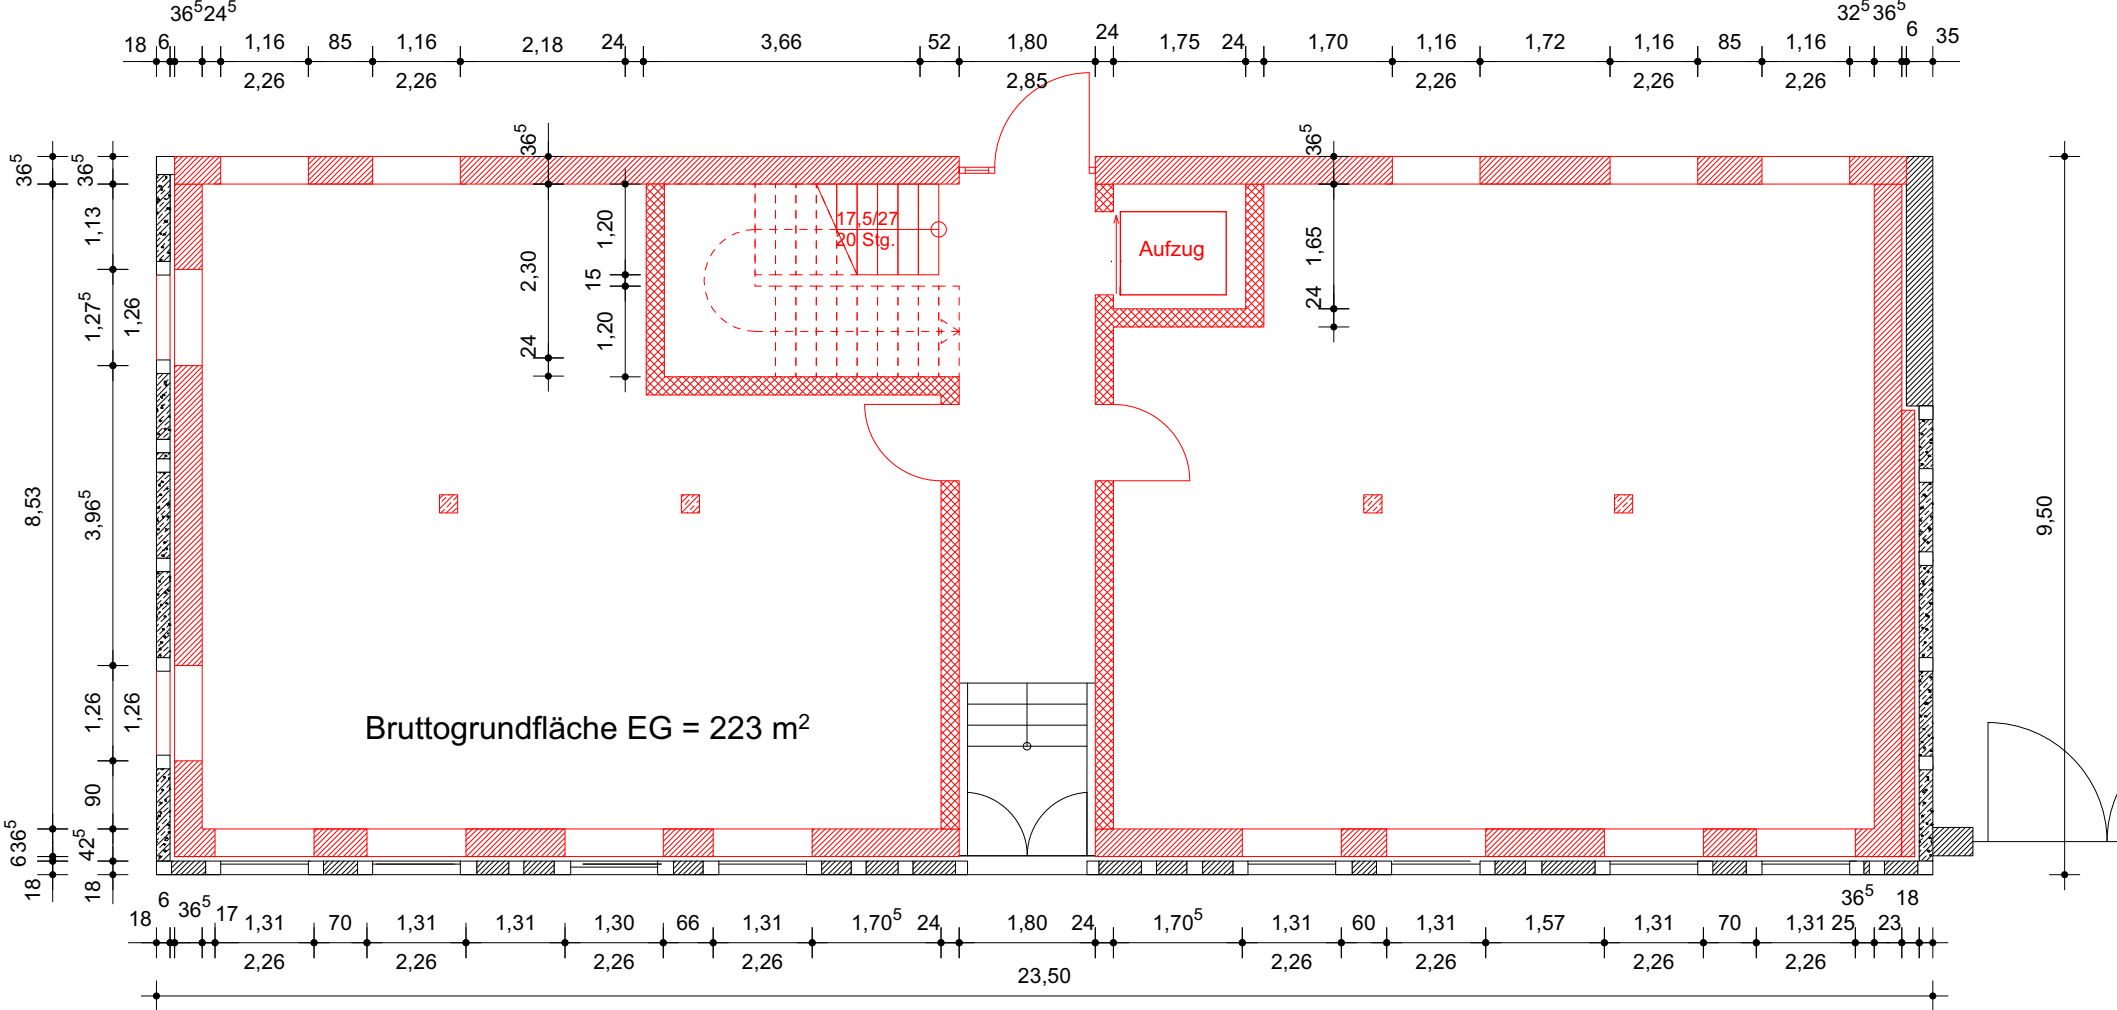 36⁵ 24⁵ 32⁵ 36⁵
18 6 1,16 85 1,16 2,18 24 3,66 52 1,80 24 1,75 24 1,70 1,16 1,72 1,16 85 1,16 6 35
2,26 2,26 2,85 2,26 2,26 2,26
36⁵ 36⁵ 36⁵ 36⁵
1,13 1,20 17,5/27
20 Stg.
Aufzug
1,65
2,30 15
1,27⁵ 1,26 24
24 1,20
8,53 3,96⁵ 9,50
1,26 1,26
Bruttogrundfläche EG = 223 m²
90
36⁵ 42⁵
6
18 18
6 36⁵ 18
18 36⁵ 17 1,31 70 1,31 1,31 1,30 66 1,31 1,70⁵ 24 1,80 24 1,70⁵ 1,31 60 1,31 1,57 1,31 70 1,31 25 23
2,26 2,26 2,26 2,26 2,26 2,26 2,26 2,26
23,50